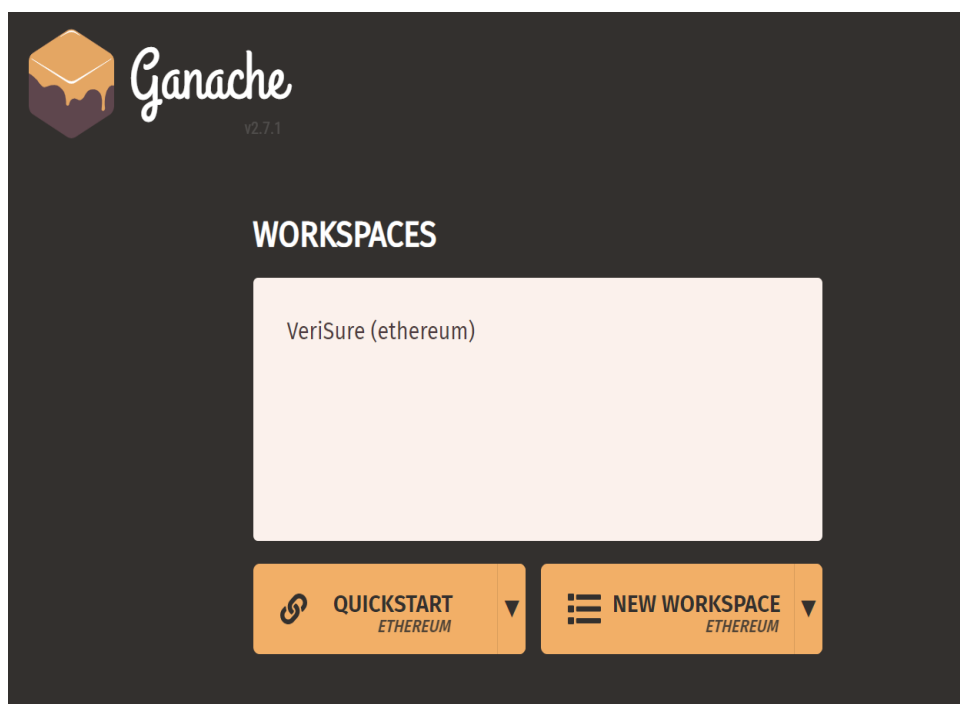 Ganache
v2.7.1
WORKSPACES
VeriSure (ethereum)
QUICKSTART
ETHEREUM
NEW WORKSPACE
ETHEREUM